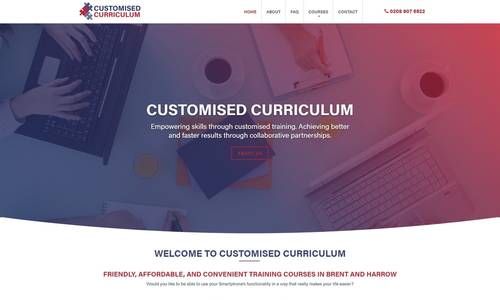 CUSTOMISED
CURRICULUM
HOME ABOUT FAQ COURSES CONTACT
0208 907 6822
CUSTOMISED CURRICULUM
Empowering skills through customised training. Achieving better
and faster results through collaborative partnerships.
ABOUT US
WELCOME TO CUSTOMISED CURRICULUM
FRIENDLY, AFFORDABLE, AND CONVENIENT TRAINING COURSES IN BRENT AND HARROW
Would you like to be able to use your Smartphone's functionality in a way that really makes your life easier?